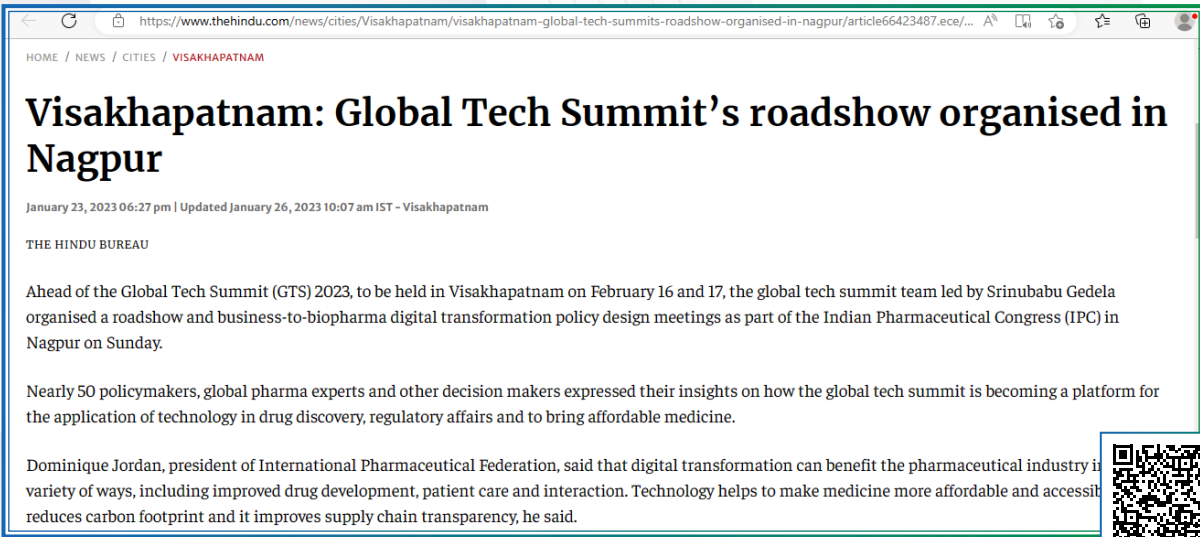 https://www.thehindu.com/news/cities/Visakhapatnam/visakhapatnam-global-tech-summits-roadshow-organised-in-nagpur/article66423487.ece/...
HOME / NEWS / CITIES / VISAKHAPATNAM
Visakhapatnam: Global Tech Summit’s roadshow organised in
Nagpur
January 23, 2023 06:27 pm | Updated January 26, 2023 10:07 am IST - Visakhapatnam
THE HINDU BUREAU
Ahead of the Global Tech Summit (GTS) 2023, to be held in Visakhapatnam on February 16 and 17, the global tech summit team led by Srinubabu Gedela
organised a roadshow and business-to-biopharma digital transformation policy design meetings as part of the Indian Pharmaceutical Congress (IPC) in
Nagpur on Sunday.
Nearly 50 policymakers, global pharma experts and other decision makers expressed their insights on how the global tech summit is becoming a platform for
the application of technology in drug discovery, regulatory affairs and to bring affordable medicine.
Dominique Jordan, president of International Pharmaceutical Federation, said that digital transformation can benefit the pharmaceutical industry
variety of ways, including improved drug development, patient care and interaction. Technology helps to make medicine more affordable and
reduces carbon footprint and it improves supply chain transparency, he said.